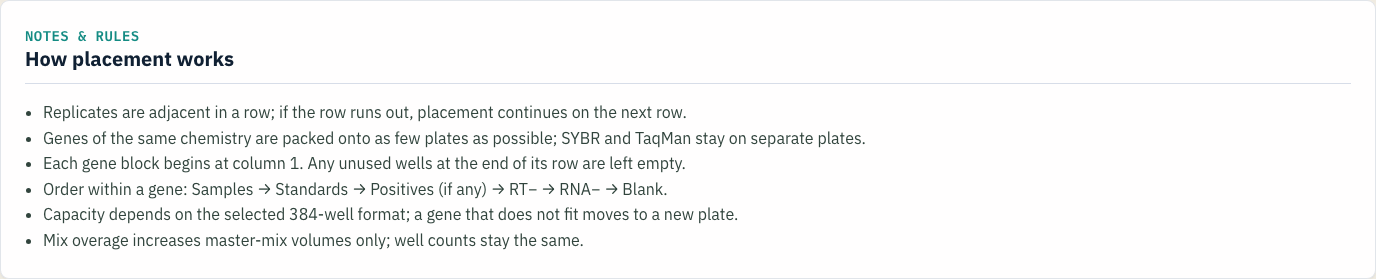 NOTES & RULES
How placement works
• Replicates are adjacent in a row; if the row runs out, placement continues on the next row.
• Genes of the same chemistry are packed onto as few plates as possible; SYBR and TaqMan stay on separate plates.
• Each gene block begins at column 1. Any unused wells at the end of its row are left empty.
• Order within a gene: Samples → Standards → Positives (if any) → RT− → RNA− → Blank.
• Capacity depends on the selected 384-well format; a gene that does not fit moves to a new plate.
• Mix overage increases master-mix volumes only; well counts stay the same.